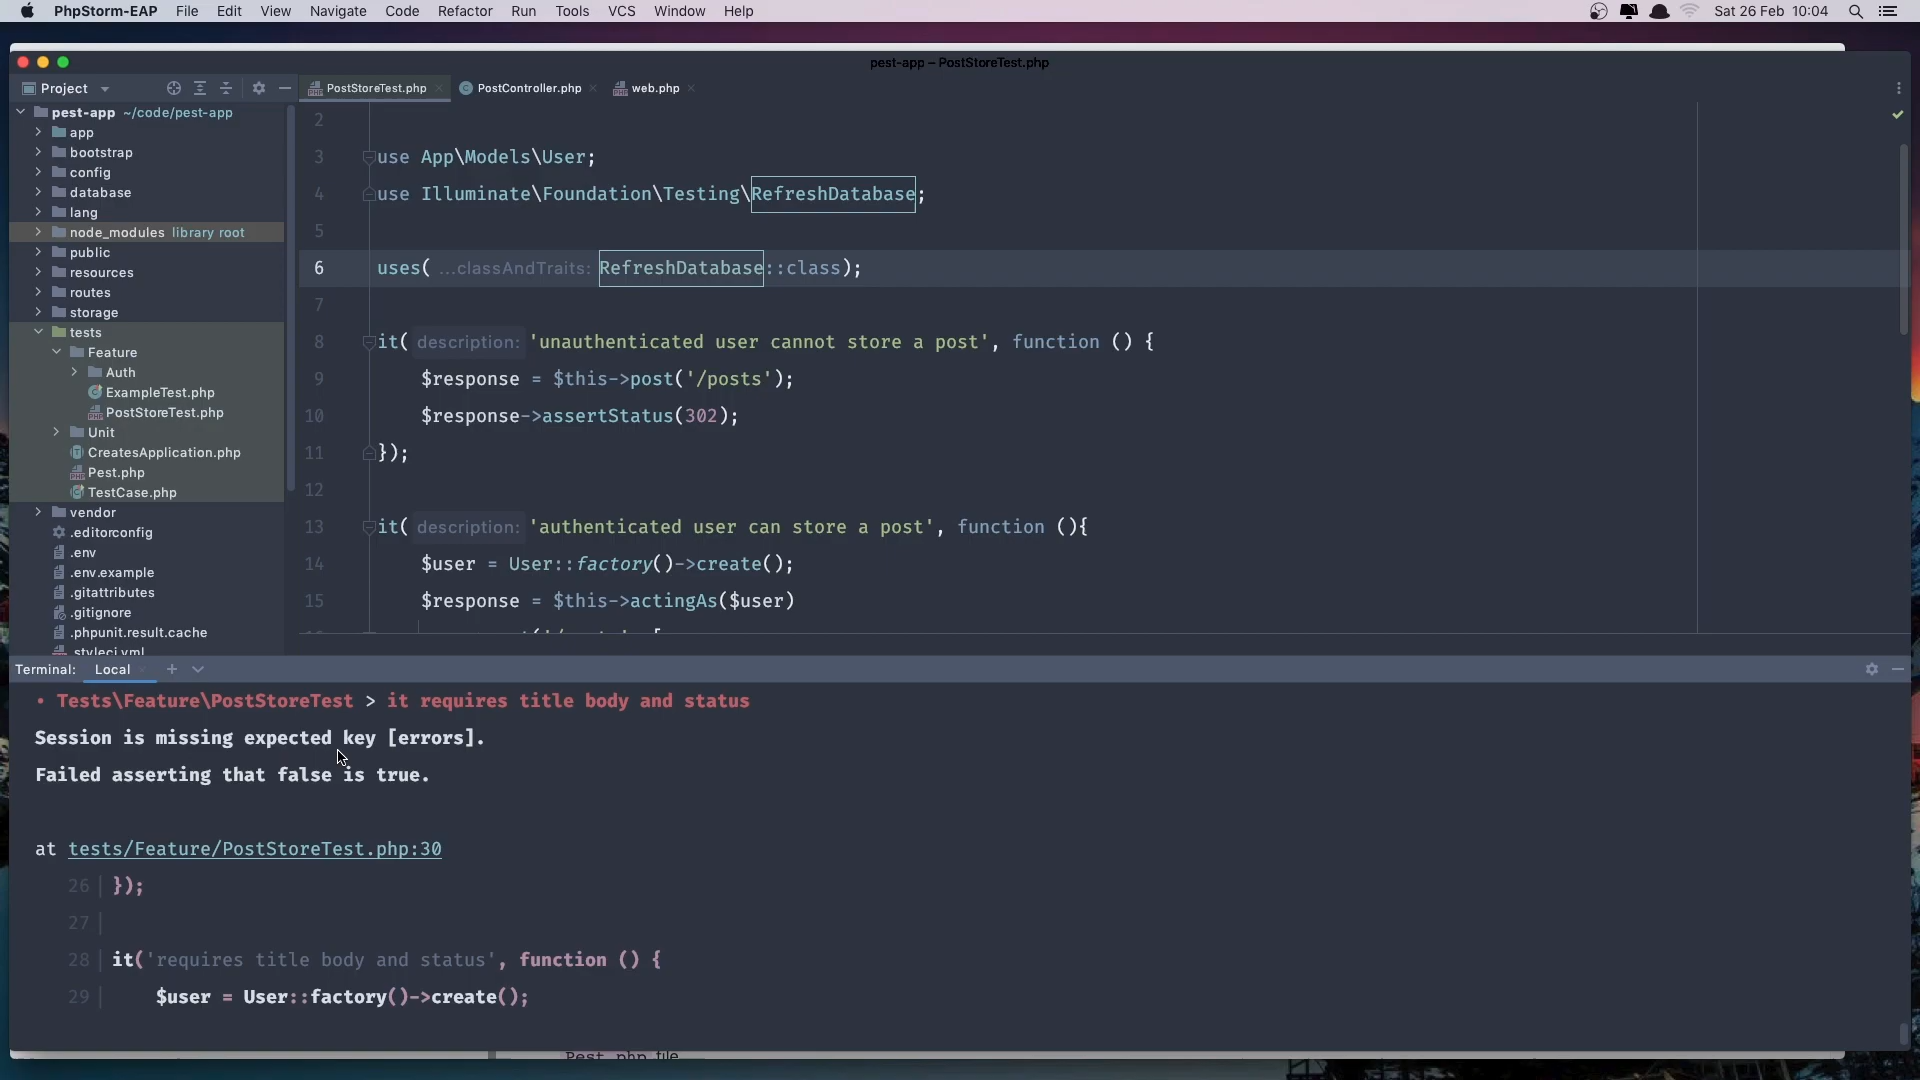 PhpStorm-EAP File Edit View Navigate Code Refactor Run Tools VCS Window Help Sat 26 Feb 10:04
pest-app – PostStoreTest.php
Project
PostStoreTest.php PostController.php web.php
pest-app ~/code/pest-app
app
bootstrap
config
database
lang
node_modules library root
public
resources
routes
storage
tests
Feature
Auth
ExampleTest.php
PostStoreTest.php
Unit
CreatesApplication.php
Pest.php
TestCase.php
vendor
.editorconfig
.env
.env.example
.gitattributes
.gitignore
.phpunit.result.cache
.styleci.yml
2
3 use App\Models\User;
4 use Illuminate\Foundation\Testing\RefreshDatabase;
5
6 uses( ...classAndTraits: RefreshDatabase::class);
7
8 it( description: 'unauthenticated user cannot store a post', function () {
9 $response = $this->post('/posts');
10 $response->assertStatus(302);
11 });
12
13 it( description: 'authenticated user can store a post', function (){
14 $user = User::factory()->create();
15 $response = $this->actingAs($user)
Terminal: Local
• Tests\Feature\PostStoreTest > it requires title body and status
Session is missing expected key [errors].
Failed asserting that false is true.
at tests/Feature/PostStoreTest.php:30
26 | });
27 |
28 | it('requires title body and status', function () {
29 | $user = User::factory()->create();
Pest.php file